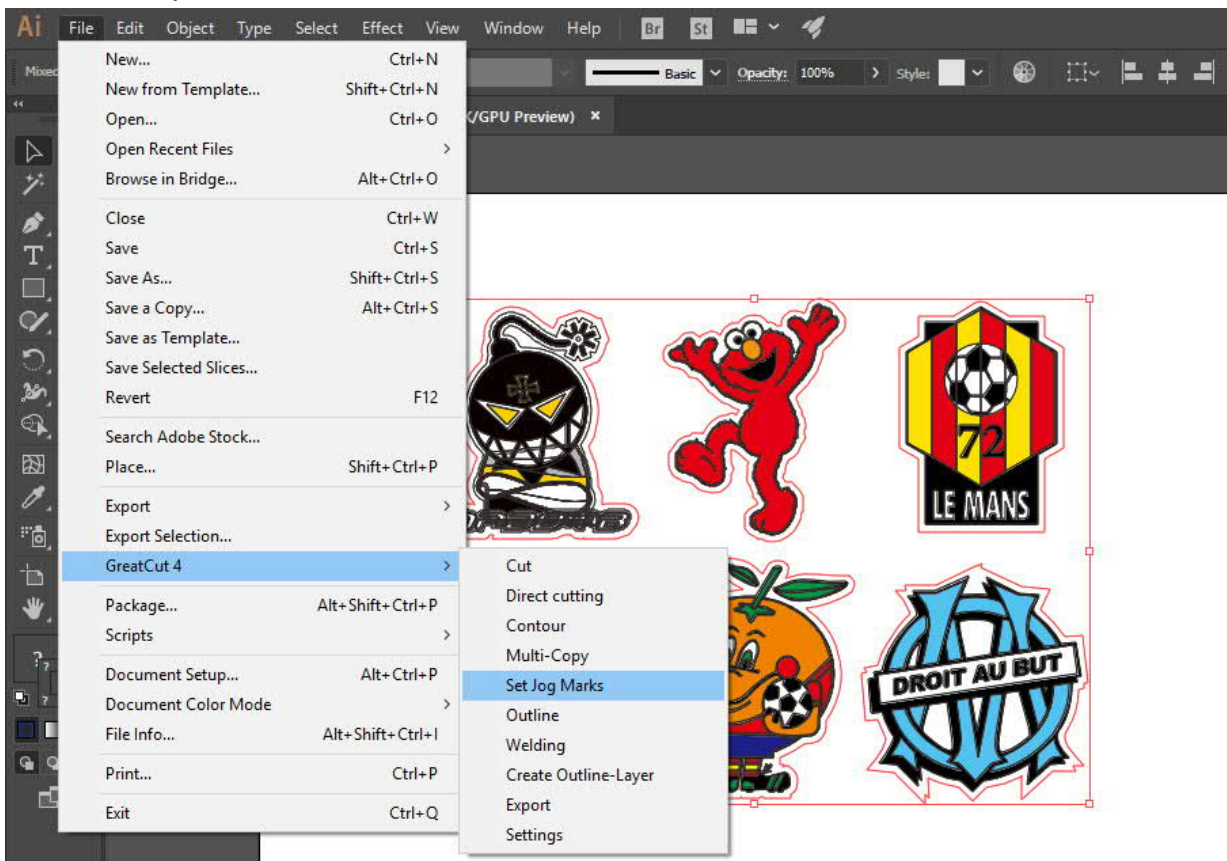 Ai File Edit Object Type Select Effect View Window Help Br St
Mixed Basic Opacity: 100% > Style:
/GPU Preview) ×
New... Ctrl+N
New from Template... Shift+Ctrl+N
Open... Ctrl+O
Open Recent Files >
Browse in Bridge... Alt+Ctrl+O
Close Ctrl+W
Save Ctrl+S
Save As... Shift+Ctrl+S
Save a Copy... Alt+Ctrl+S
Save as Template...
Save Selected Slices...
Revert F12
Search Adobe Stock...
Place... Shift+Ctrl+P
Export >
Export Selection...
GreatCut 4 >
Package... Alt+Shift+Ctrl+P
Scripts >
Document Setup... Alt+Ctrl+P
Document Color Mode >
File Info... Alt+Shift+Ctrl+I
Print... Ctrl+P
Exit Ctrl+Q
Cut
Direct cutting
Contour
Multi-Copy
Set Jog Marks
Outline
Welding
Create Outline-Layer
Export
Settings
72
LE MANS
DROIT AU BUT